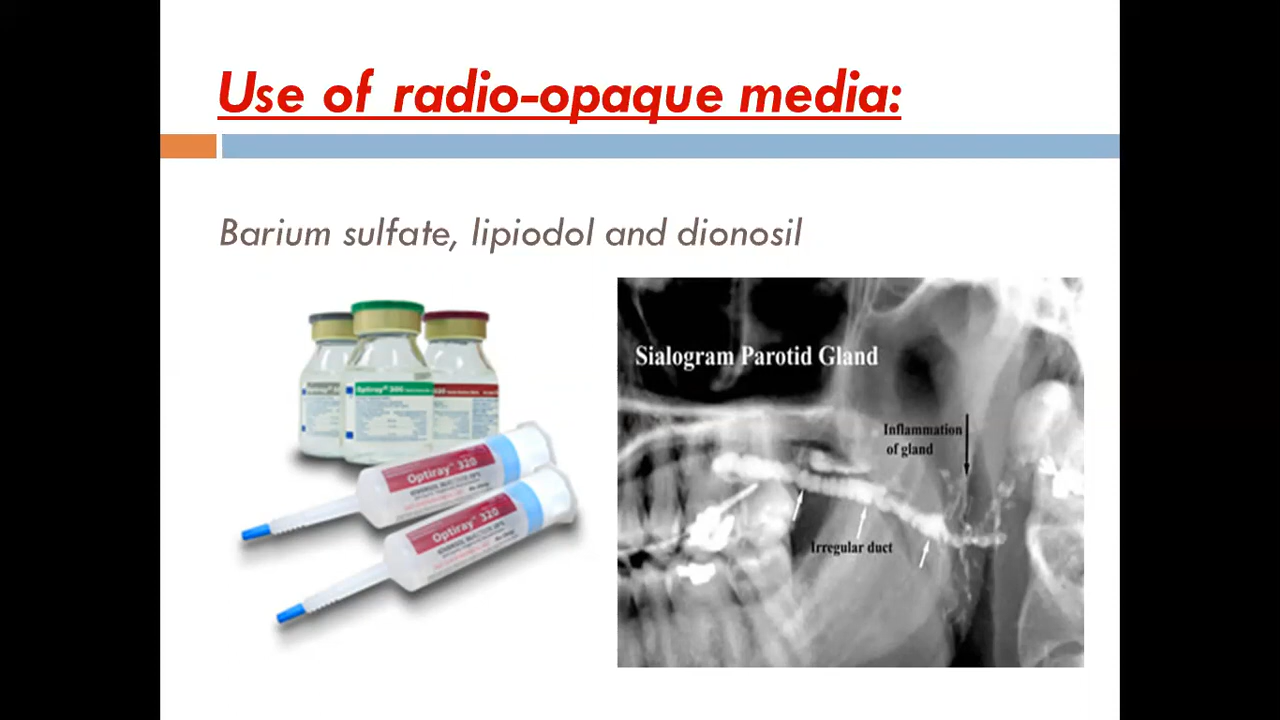 Use of radio-opaque media:
Barium sulfate, lipiodol and dionosil
Optiray 300
Optiray 320
Optiray 320
Sialogram Parotid Gland
Inflammation
of gland
Irregular duct